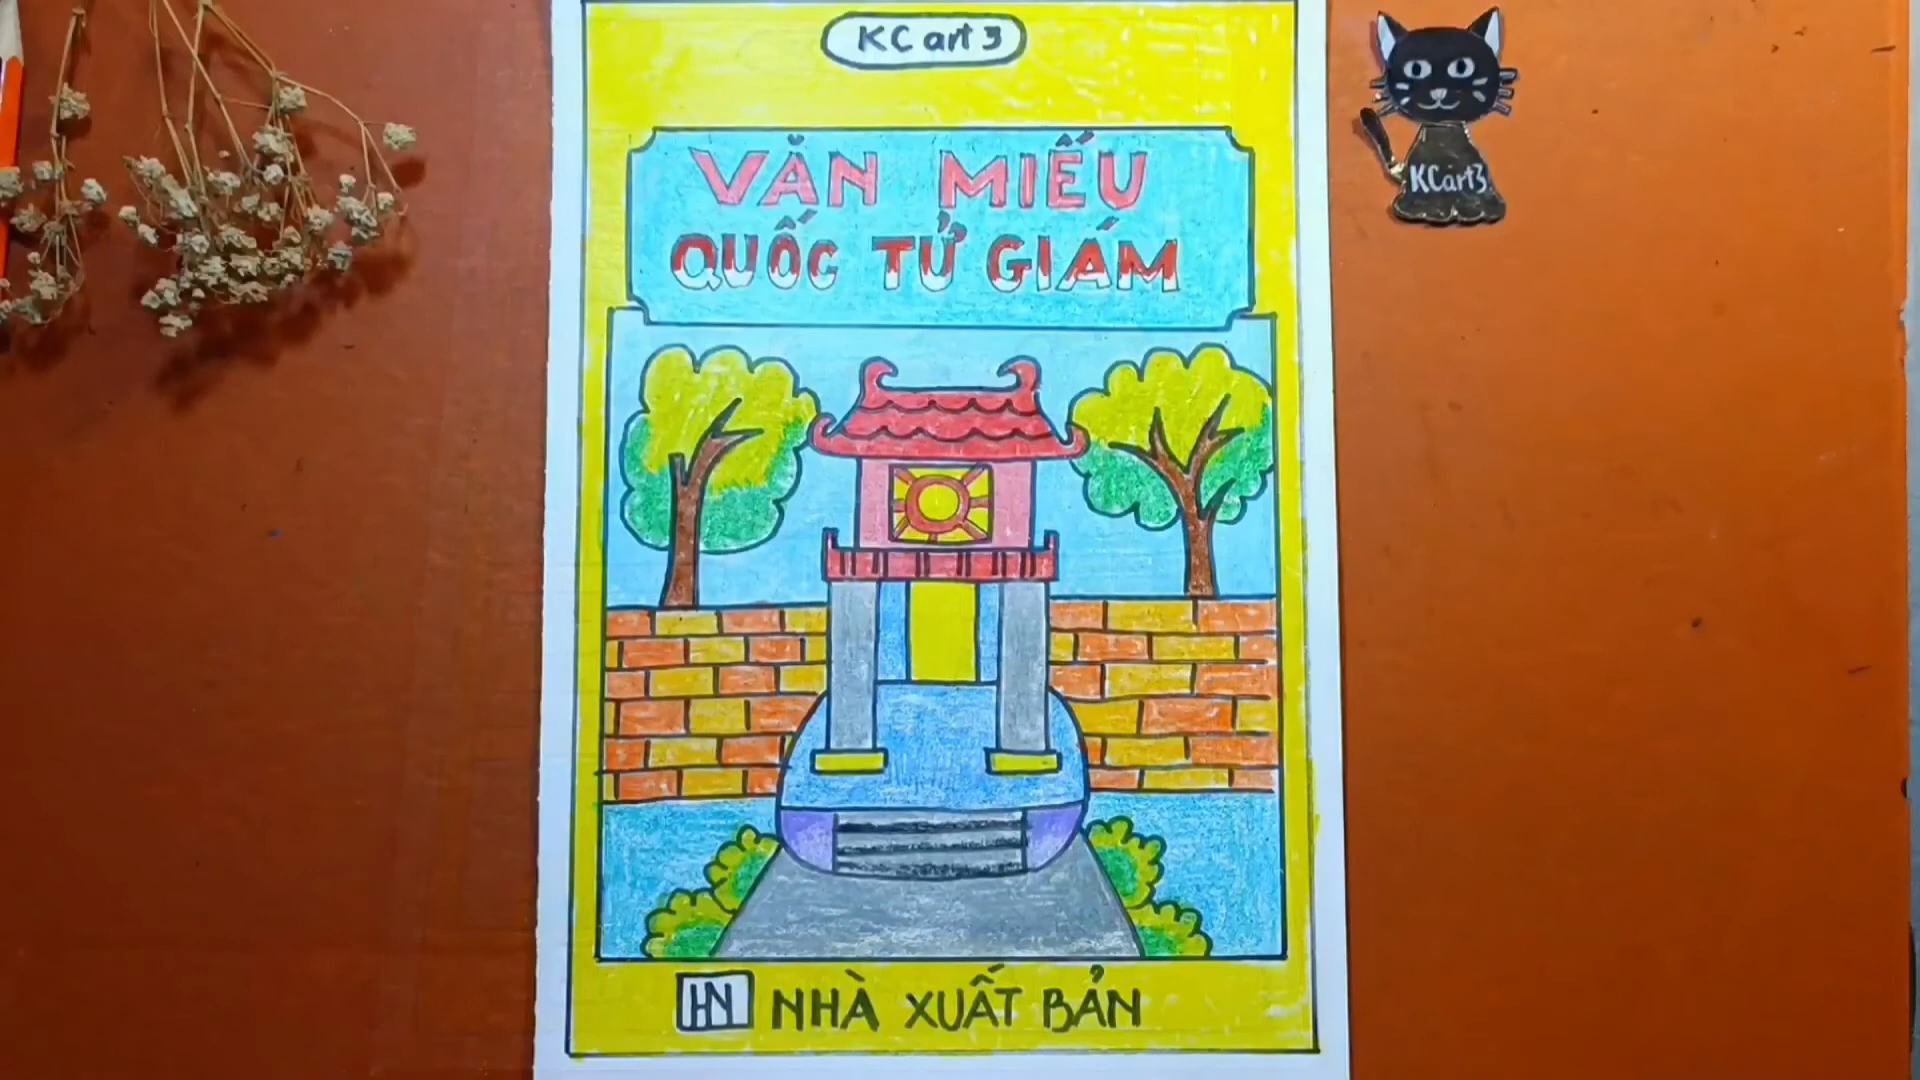 KC art 3
VĂN MIẾU
QUỐC TỬ GIÁM
HN NHÀ XUẤT BẢN
KCart3